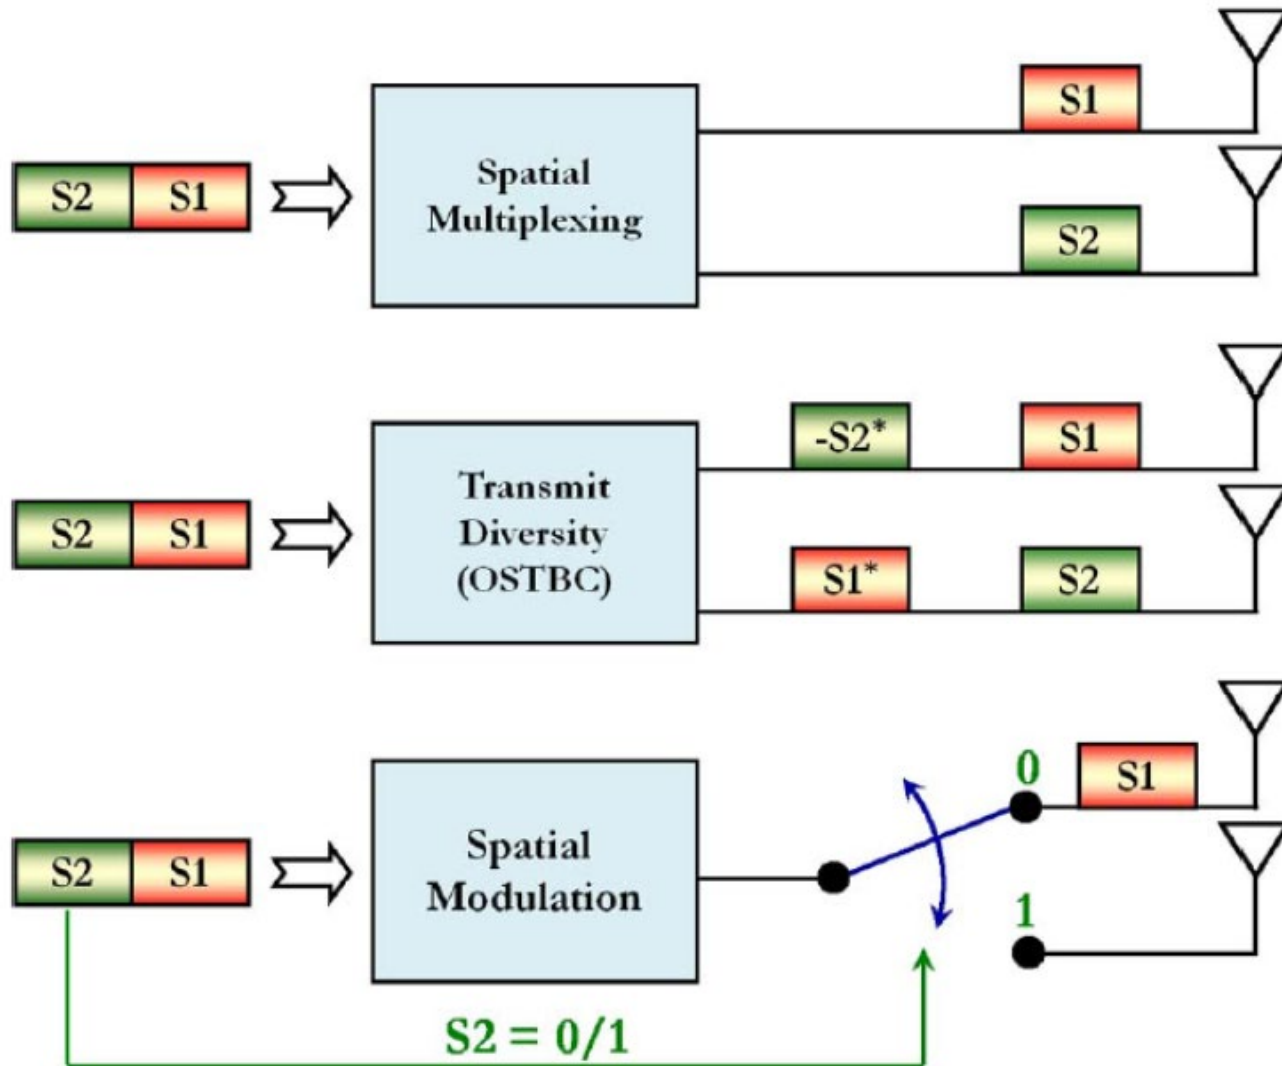 S1
S2 S1
Spatial
Multiplexing
S2
-S2* S1
S2 S1
Transmit
Diversity
(OSTBC)
S1* S2
0
S1
S2 S1
Spatial
Modulation
1
S2 = 0/1